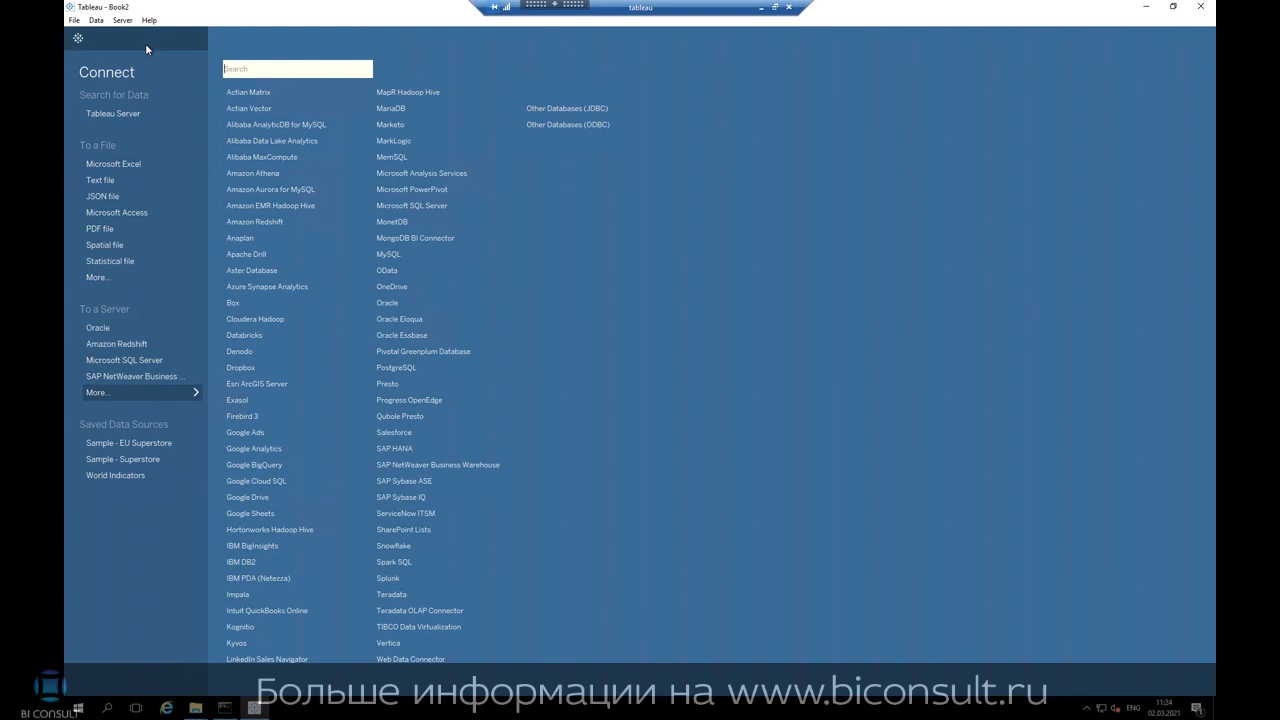 Tableau - Book2
tableau
File Data Server Help
Connect
Search for Data
Tableau Server
To a File
Microsoft Excel
Text file
JSON file
Microsoft Access
PDF file
Spatial file
Statistical file
More...
To a Server
Oracle
Amazon Redshift
Microsoft SQL Server
SAP NetWeaver Business ...
More...
Saved Data Sources
Sample - EU Superstore
Sample - Superstore
World Indicators
Search
Actian Matrix
Actian Vector
Alibaba AnalyticDB for MySQL
Alibaba Data Lake Analytics
Alibaba MaxCompute
Amazon Athena
Amazon Aurora for MySQL
Amazon EMR Hadoop Hive
Amazon Redshift
Anaplan
Apache Drill
Aster Database
Azure Synapse Analytics
Box
Cloudera Hadoop
Databricks
Denodo
Dropbox
Esri ArcGIS Server
Exasol
Firebird 3
Google Ads
Google Analytics
Google BigQuery
Google Cloud SQL
Google Drive
Google Sheets
Hortonworks Hadoop Hive
IBM BigInsights
IBM DB2
IBM PDA (Netezza)
Impala
Intuit QuickBooks Online
Kognitio
Kyvos
LinkedIn Sales Navigator
MapR Hadoop Hive
MariaDB
Marketo
MarkLogic
MemSQL
Microsoft Analysis Services
Microsoft PowerPivot
Microsoft SQL Server
MonetDB
MongoDB BI Connector
MySQL
OData
OneDrive
Oracle
Oracle Eloqua
Oracle Essbase
Pivotal Greenplum Database
PostgreSQL
Presto
Progress OpenEdge
Qubole Presto
Salesforce
SAP HANA
SAP NetWeaver Business Warehouse
SAP Sybase ASE
SAP Sybase IQ
ServiceNow ITSM
SharePoint Lists
Snowflake
Spark SQL
Splunk
Teradata
Teradata OLAP Connector
TIBCO Data Virtualization
Vertica
Web Data Connector
Other Databases (JDBC)
Other Databases (ODBC)
Больше информации на www.biconsult.ru
BI CONSULT
ENG
11:24
02.03.2021